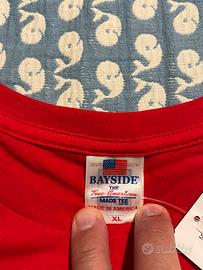 BAYSIDE
THE
True American
MADE TEE
MADE IN AMERICA
XL
subito